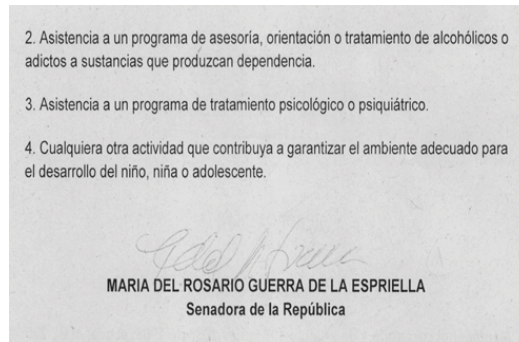 2. Asistencia a un programa de asesoría, orientación o tratamiento de alcohólicos o
adictos a sustancias que produzcan dependencia.
3. Asistencia a un programa de tratamiento psicológico o psiquiátrico.
4. Cualquiera otra actividad que contribuya a garantizar el ambiente adecuado para
el desarrollo del niño, niña o adolescente.
MARIA DEL ROSARIO GUERRA DE LA ESPRIELLA
Senadora de la República